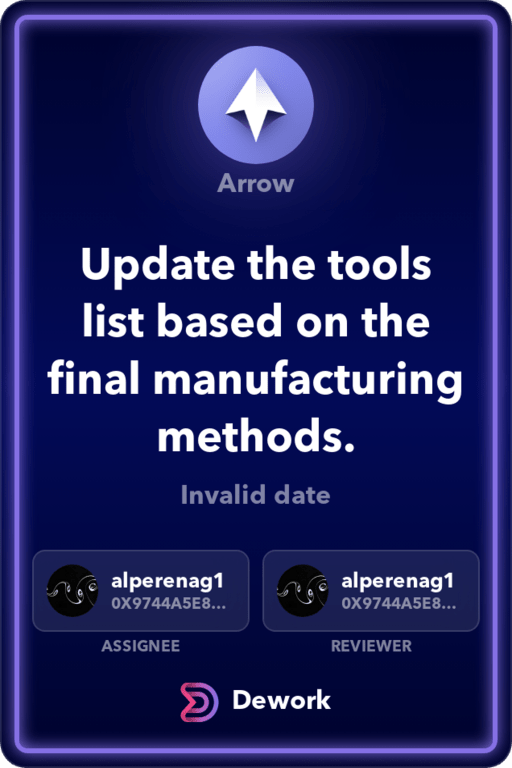 Arrow
Update the tools
list based on the
final manufacturing
methods.
Invalid date
alperenag1
0X9744A5E8...
ASSIGNEE
alperenag1
0X9744A5E8...
REVIEWER
Dework